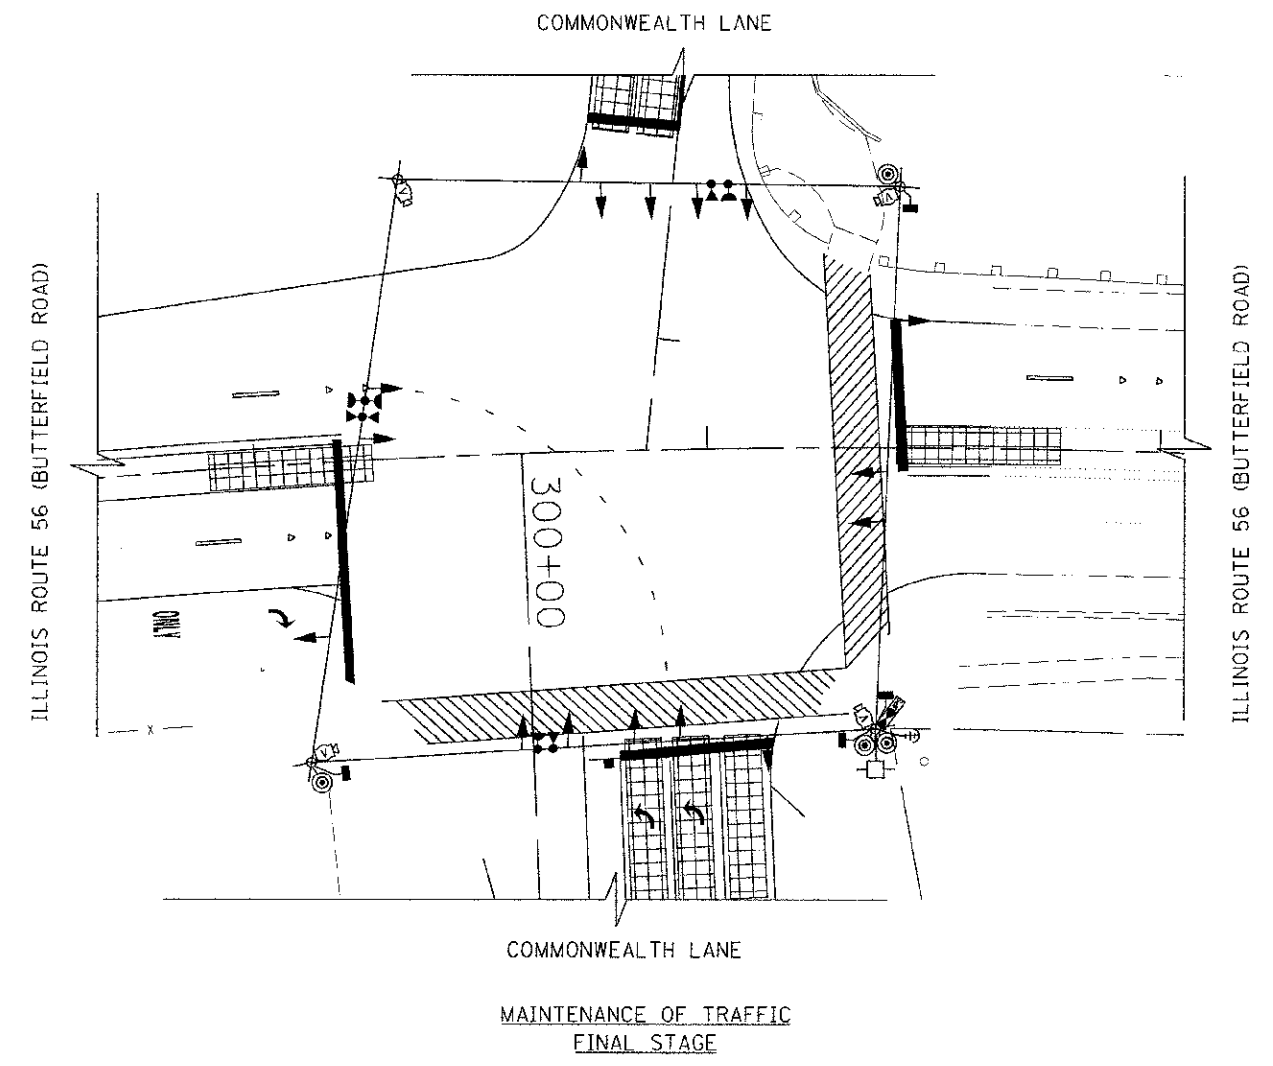 COMMONWEALTH LANE
ILLINOIS ROUTE 56 (BUTTERFIELD ROAD)
ILLINOIS ROUTE 56 (BUTTERFIELD ROAD)
300+00
ONLY
COMMONWEALTH LANE
MAINTENANCE OF TRAFFIC
FINAL STAGE